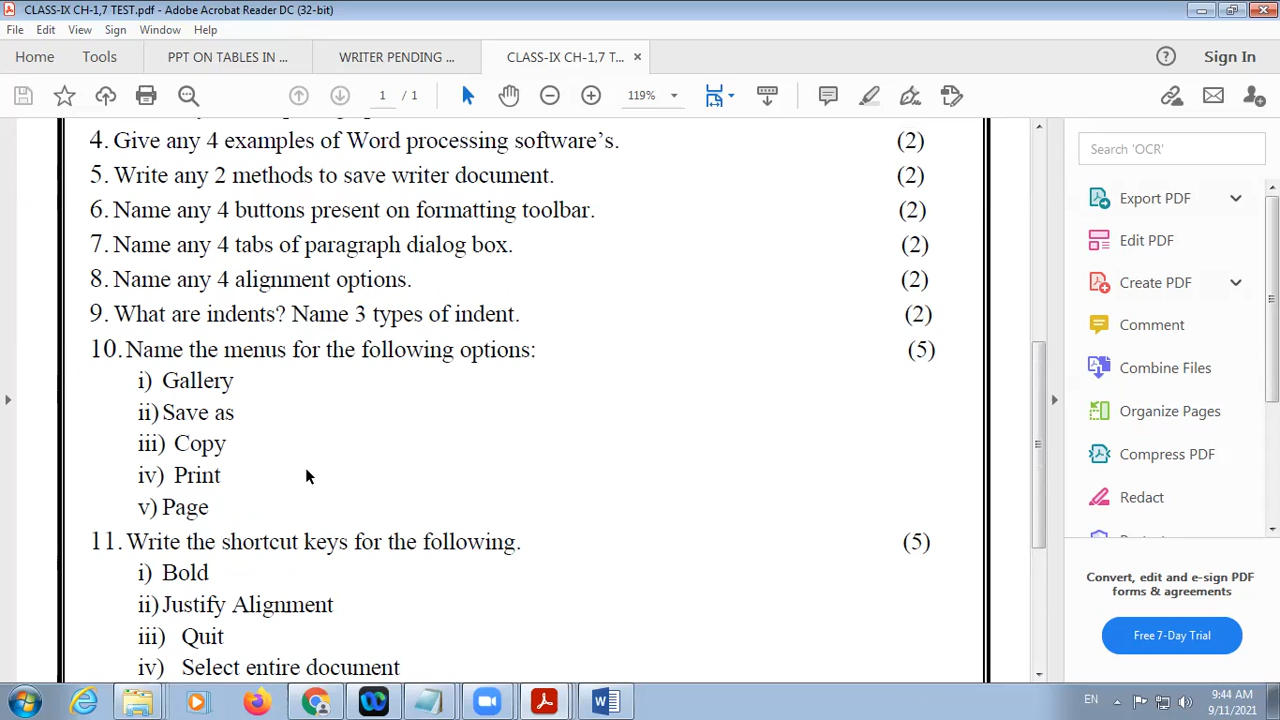 CLASS-IX CH-1,7 TEST.pdf - Adobe Acrobat Reader DC (32-bit)
File Edit View Sign Window Help
Home Tools PPT ON TABLES IN ... WRITER PENDING ... CLASS-IX CH-1,7 T... × Sign In
1 / 1 119%
4. Give any 4 examples of Word processing software's. (2)
5. Write any 2 methods to save writer document. (2)
6. Name any 4 buttons present on formatting toolbar. (2)
7. Name any 4 tabs of paragraph dialog box. (2)
8. Name any 4 alignment options. (2)
9. What are indents? Name 3 types of indent. (2)
10. Name the menus for the following options: (5)
i) Gallery
ii) Save as
iii) Copy
iv) Print
v) Page
11. Write the shortcut keys for the following. (5)
i) Bold
ii) Justify Alignment
iii) Quit
iv) Select entire document
Search 'OCR'
Export PDF
Edit PDF
Create PDF
Comment
Combine Files
Organize Pages
Compress PDF
Redact
Convert, edit and e-sign PDF
forms & agreements
Free 7-Day Trial
EN 9:44 AM
9/11/2021